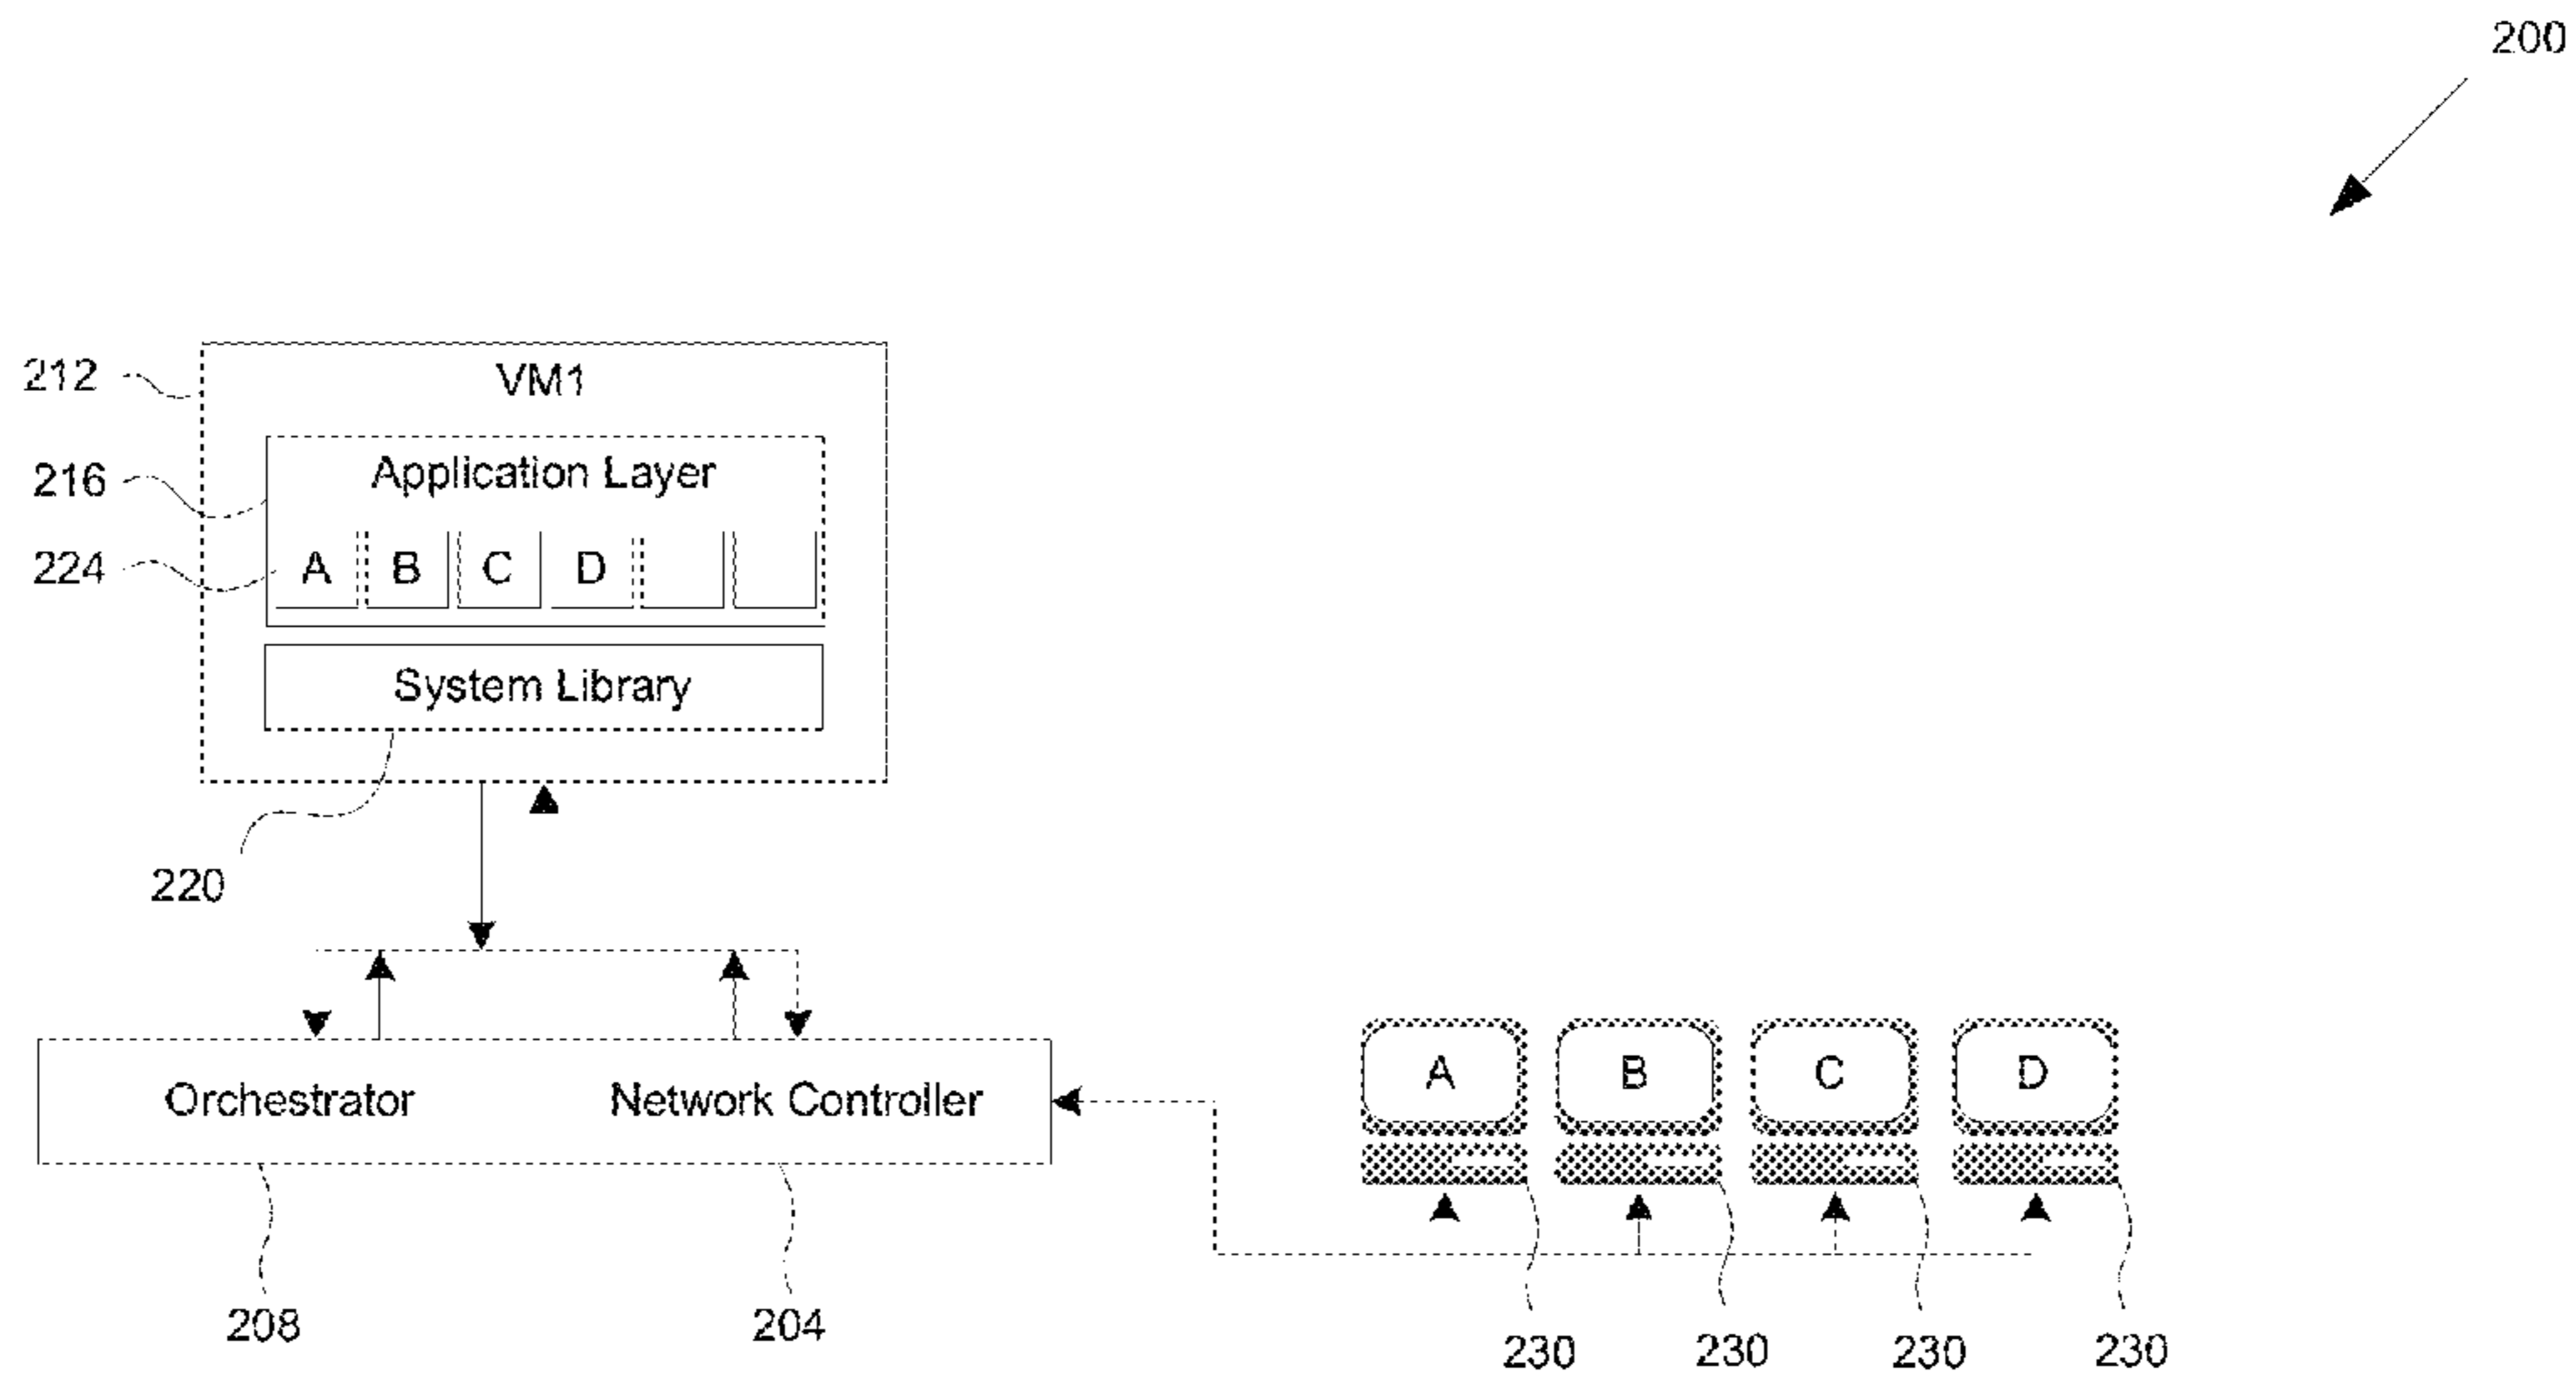 200
212
VM1
216
Application Layer
224
A B C D
System Library
220
Orchestrator
Network Controller
A B C D
208
204
230 230 230 230